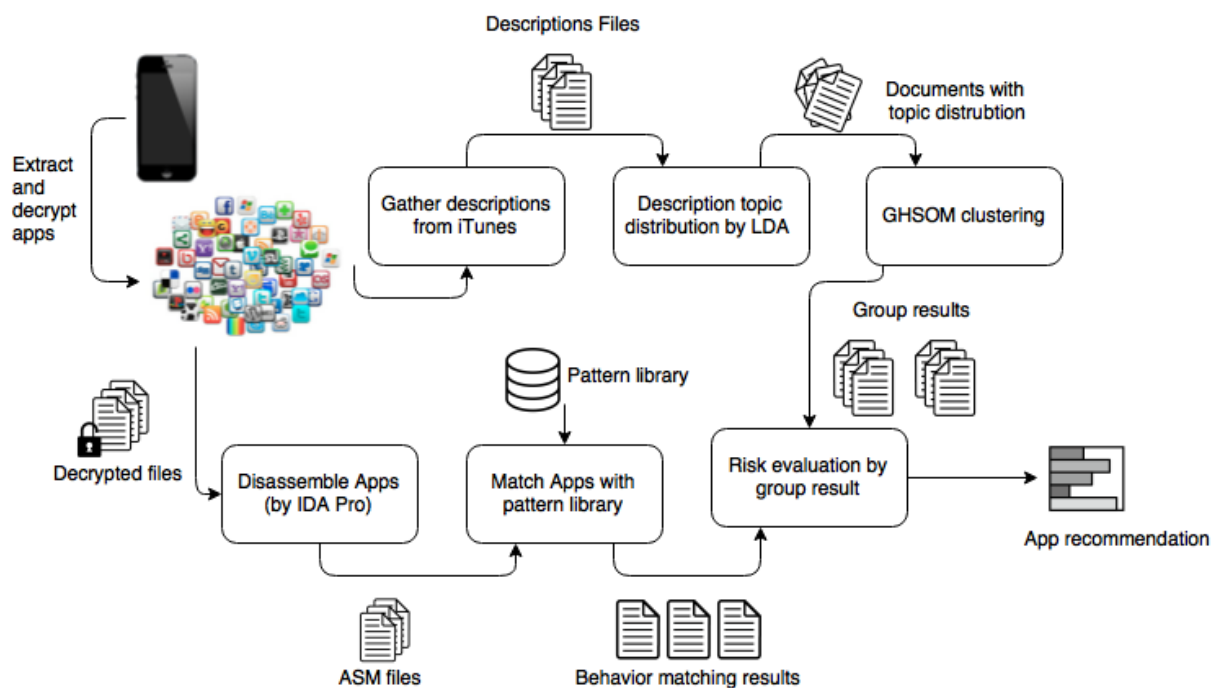 Descriptions Files
Documents with
topic distrubtion
Extract
and
decrypt
apps
Gather descriptions
from iTunes
Description topic
distribution by LDA
GHSOM clustering
Group results
Pattern library
Decrypted files
Disassemble Apps
(by IDA Pro)
Match Apps with
pattern library
Risk evaluation by
group result
App recommendation
ASM files
Behavior matching results